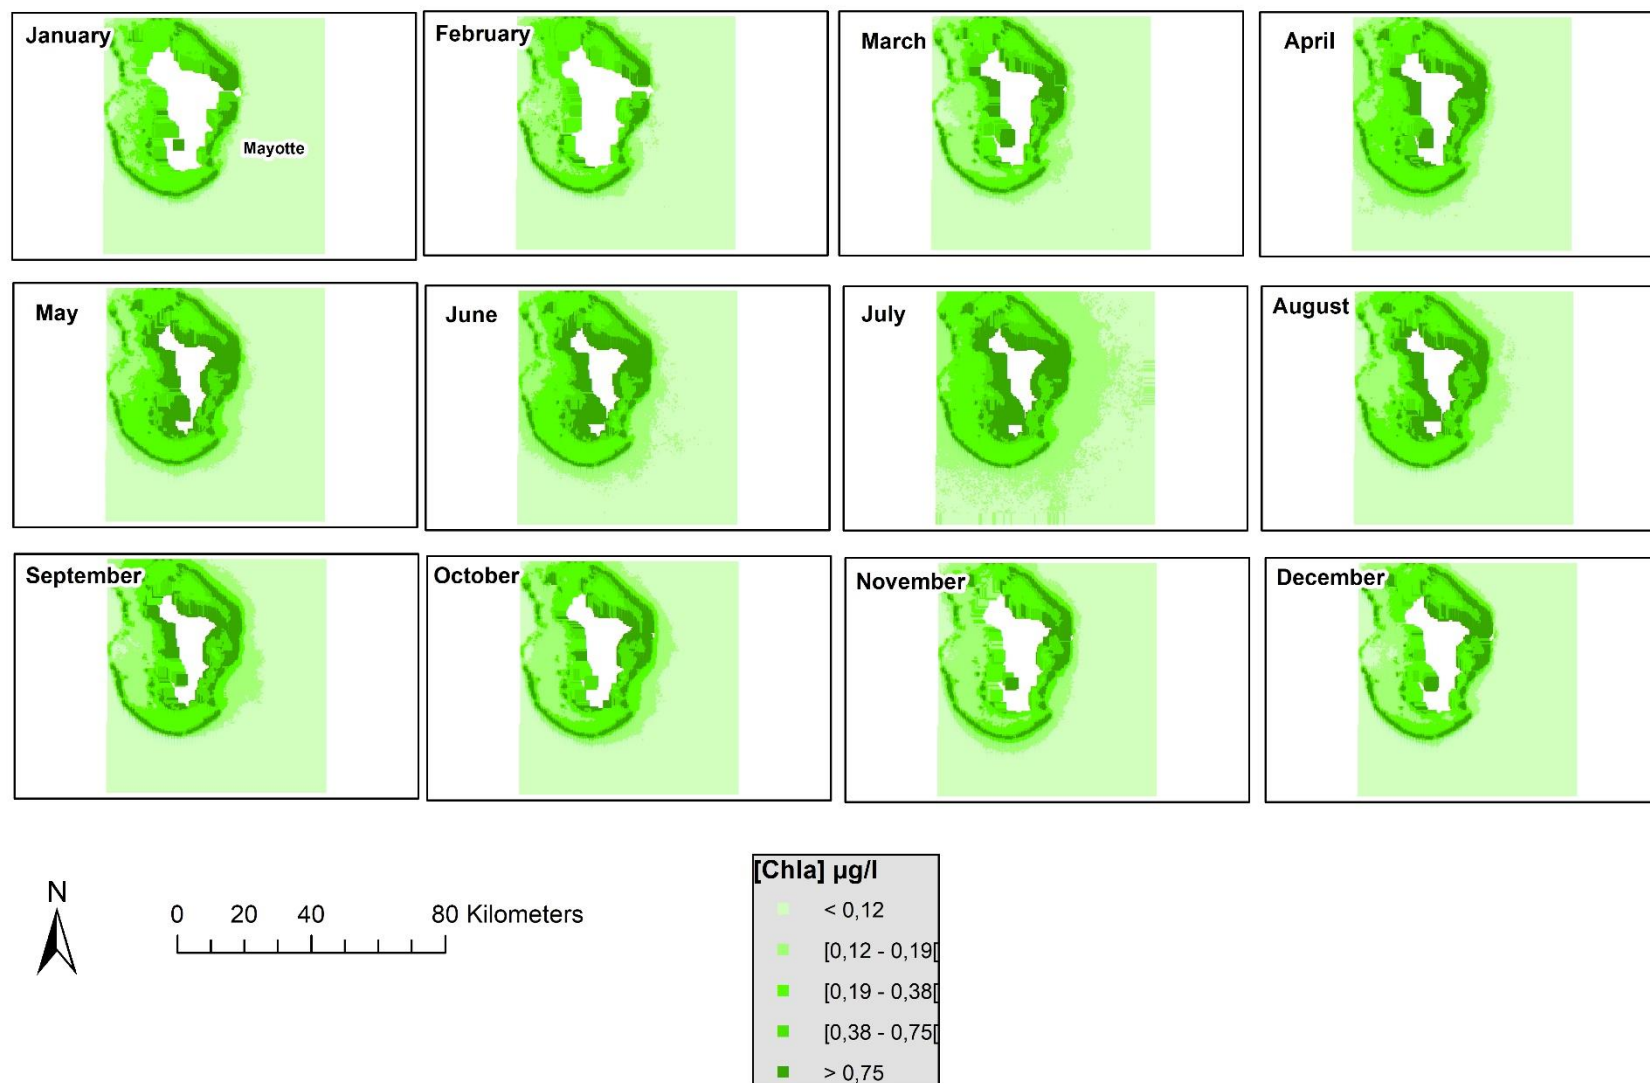 January
February
March
April
Mayotte
May
June
July
August
September
October
November
December
[Chla] µg/l
< 0,12
[0,12 - 0,19[
[0,19 - 0,38[
[0,38 - 0,75[
> 0,75
N
0 20 40 80 Kilometers